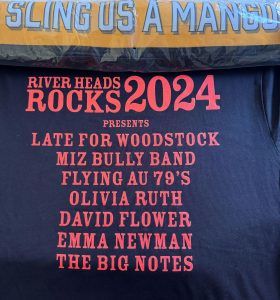 SLING US A MANGO
RIVER HEADS
ROCKS 2024
PRESENTS
LATE FOR WOODSTOCK
MIZ BULLY BAND
FLYING AU 79'S
OLIVIA RUTH
DAVID FLOWER
EMMA NEWMAN
THE BIG NOTES